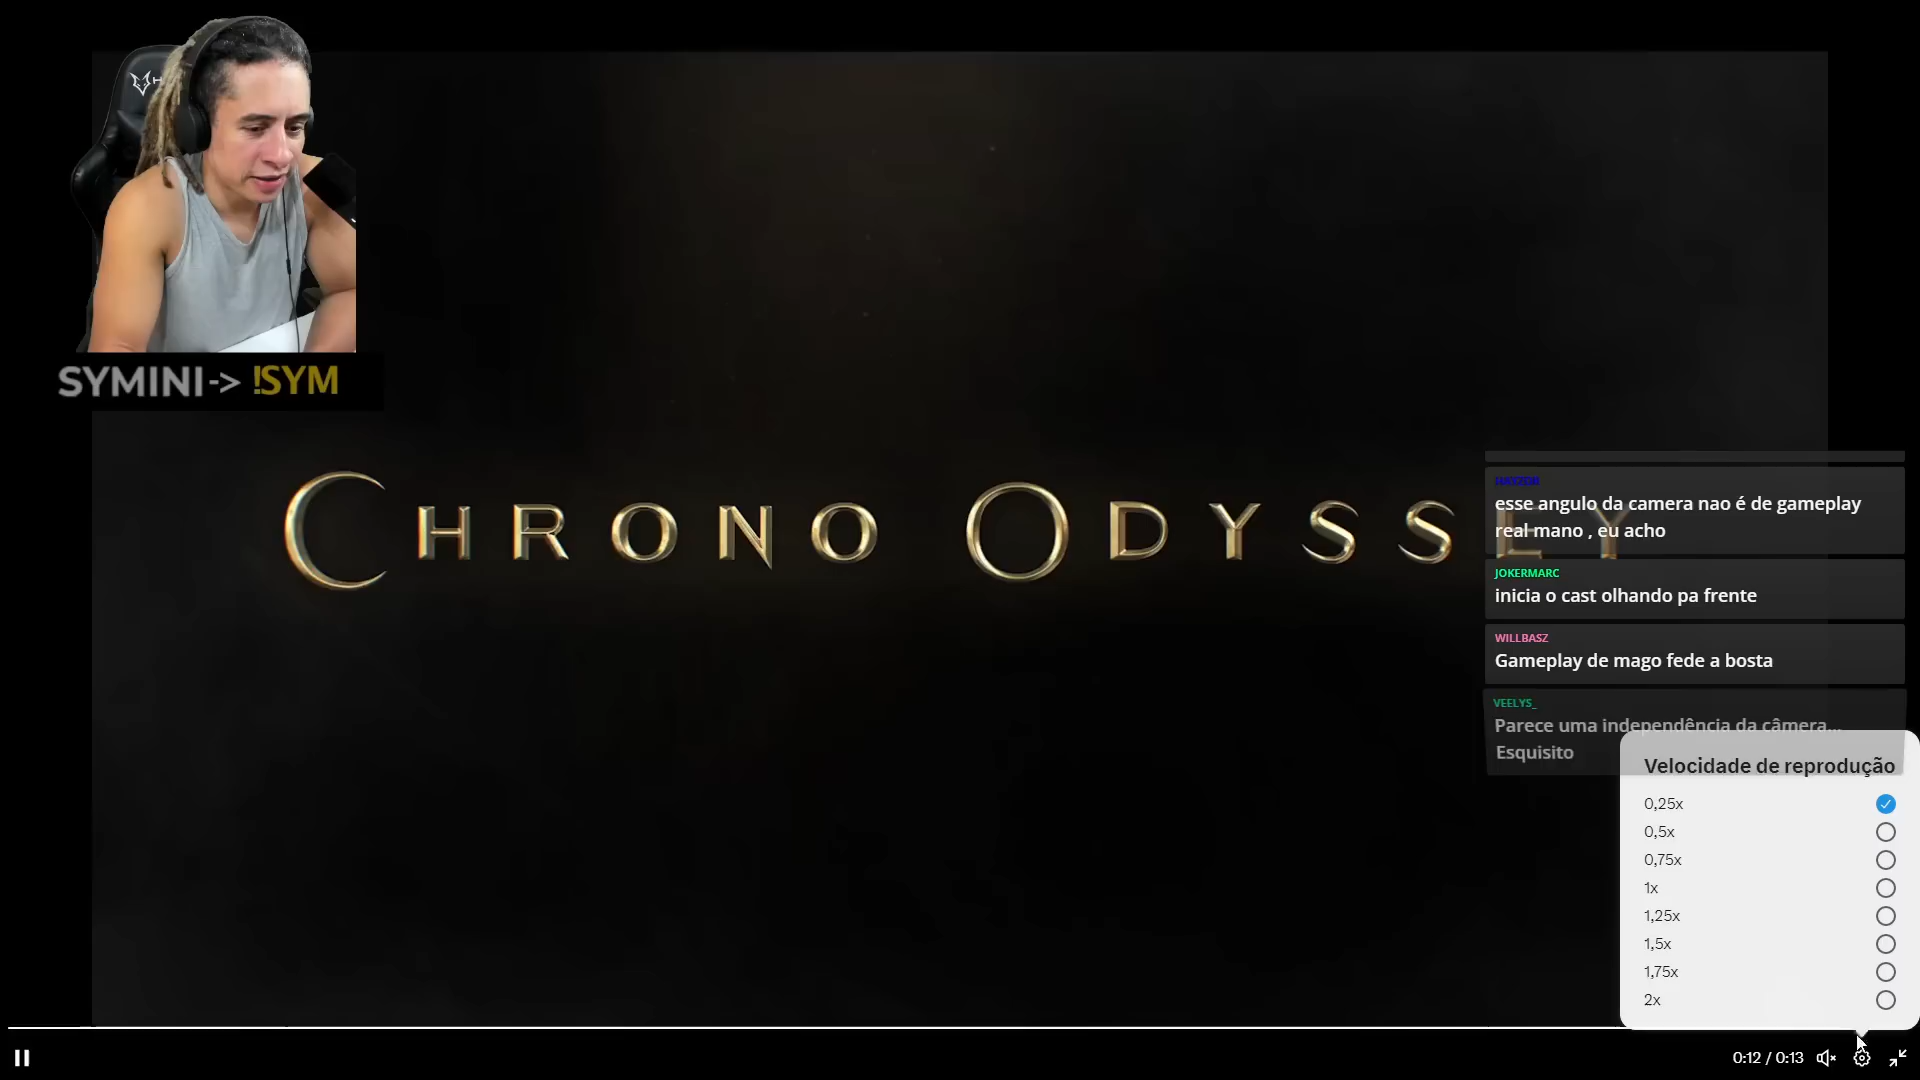 SYMINI-> !SYM
CHRONO ODYSSEY
esse angulo da camera nao é de gameplay
real mano , eu acho
JOKERMARC
inicia o cast olhando pa frente
WILLBASZ
Gameplay de mago fede a bosta
VEELYS_
Parece uma independência da câmera...
Esquisito
Velocidade de reprodução
0,25x
0,5x
0,75x
1x
1,25x
1,5x
1,75x
2x
0:12 / 0:13